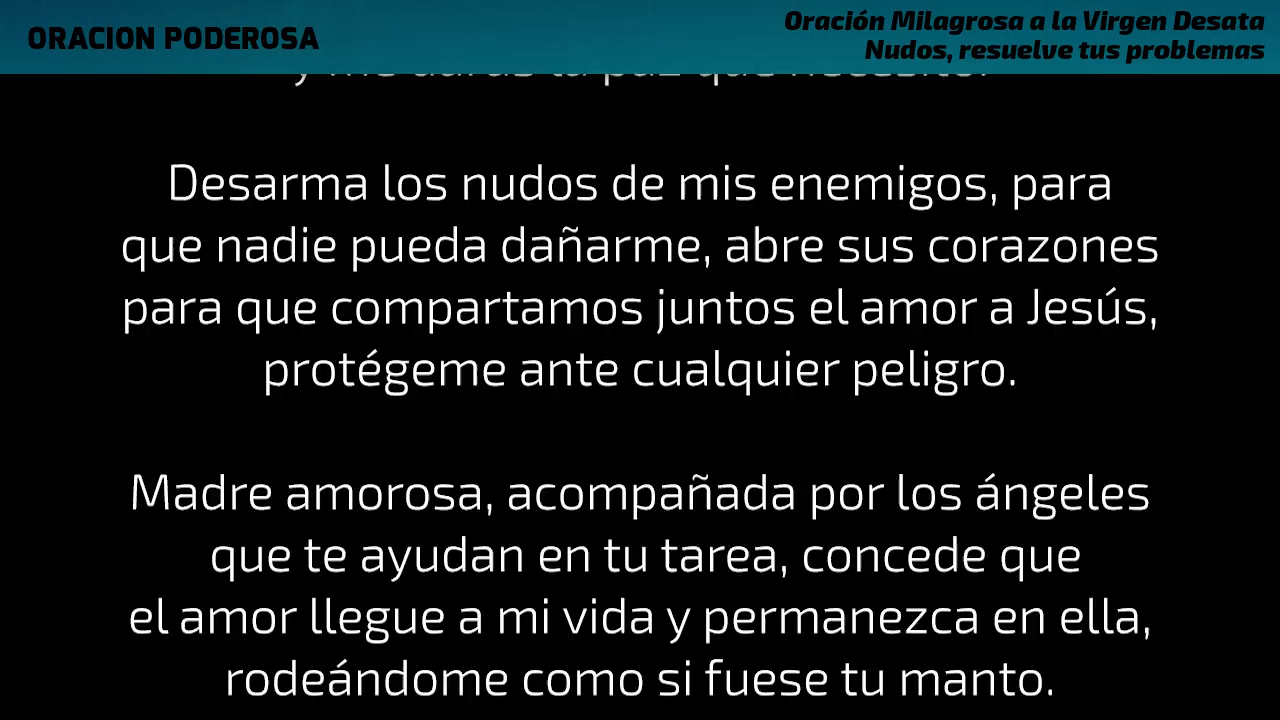 ORACION PODEROSA
Oración Milagrosa a la Virgen Desata
Nudos, resuelve tus problemas
Desarma los nudos de mis enemigos, para
que nadie pueda dañarme, abre sus corazones
para que compartamos juntos el amor a Jesús,
protégeme ante cualquier peligro.
Madre amorosa, acompañada por los ángeles
que te ayudan en tu tarea, concede que
el amor llegue a mi vida y permanezca en ella,
rodeándome como si fuese tu manto.